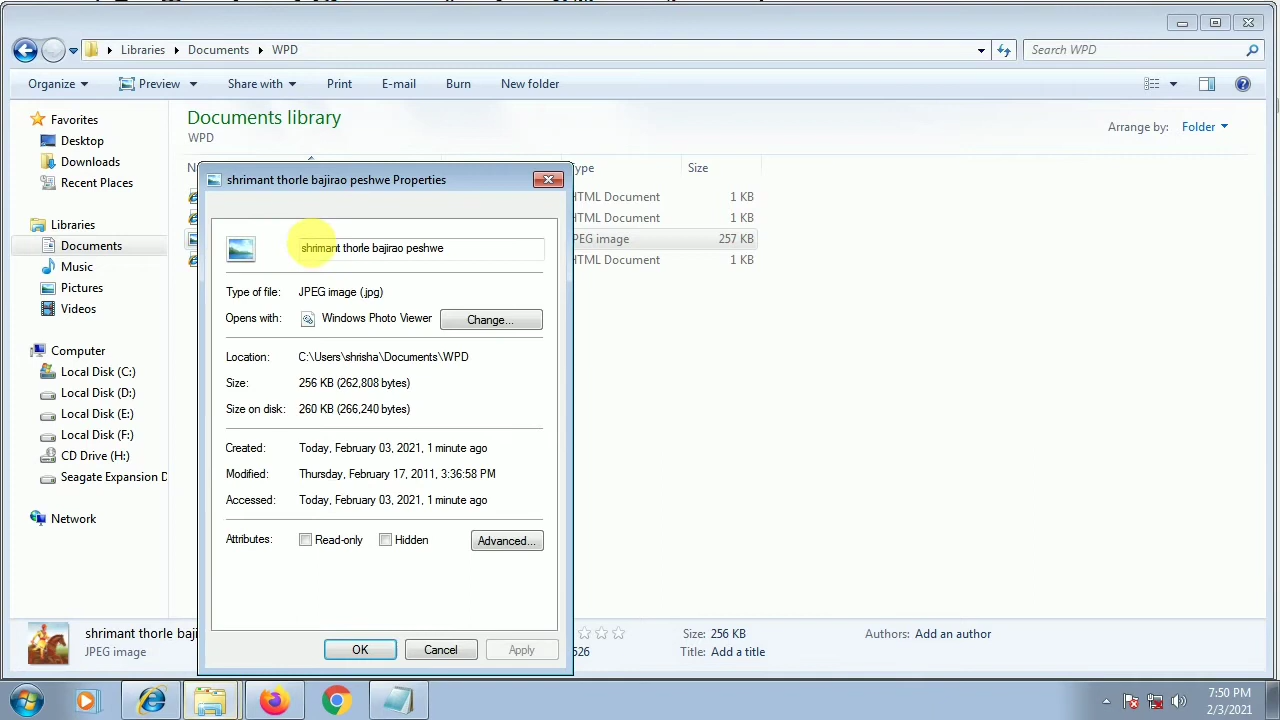 Libraries Documents WPD
Search WPD
Organize Preview Share with Print E-mail Burn New folder
Favorites
Desktop
Downloads
Recent Places
Libraries
Documents
Music
Pictures
Videos
Computer
Local Disk (C:)
Local Disk (D:)
Local Disk (E:)
Local Disk (F:)
CD Drive (H:)
Seagate Expansion D
Network
Documents library
WPD
Arrange by: Folder
Size
HTML Document 1 KB
HTML Document 1 KB
PEG image 257 KB
HTML Document 1 KB
shrimant thorle bajirao peshwe Properties
shrimant thorle bajirao peshwe
Type of file: JPEG image (.jpg)
Opens with: Windows Photo Viewer Change...
Location: C:\Users\shrisha\Documents\WPD
Size: 256 KB (262,808 bytes)
Size on disk: 260 KB (266,240 bytes)
Created: Today, February 03, 2021, 1 minute ago
Modified: Thursday, February 17, 2011, 3:36:58 PM
Accessed: Today, February 03, 2021, 1 minute ago
Attributes: Read-only Hidden Advanced...
OK Cancel Apply
shrimant thorle baji
JPEG image
526
Size: 256 KB
Title: Add a title
Authors: Add an author
7:50 PM
2/3/2021